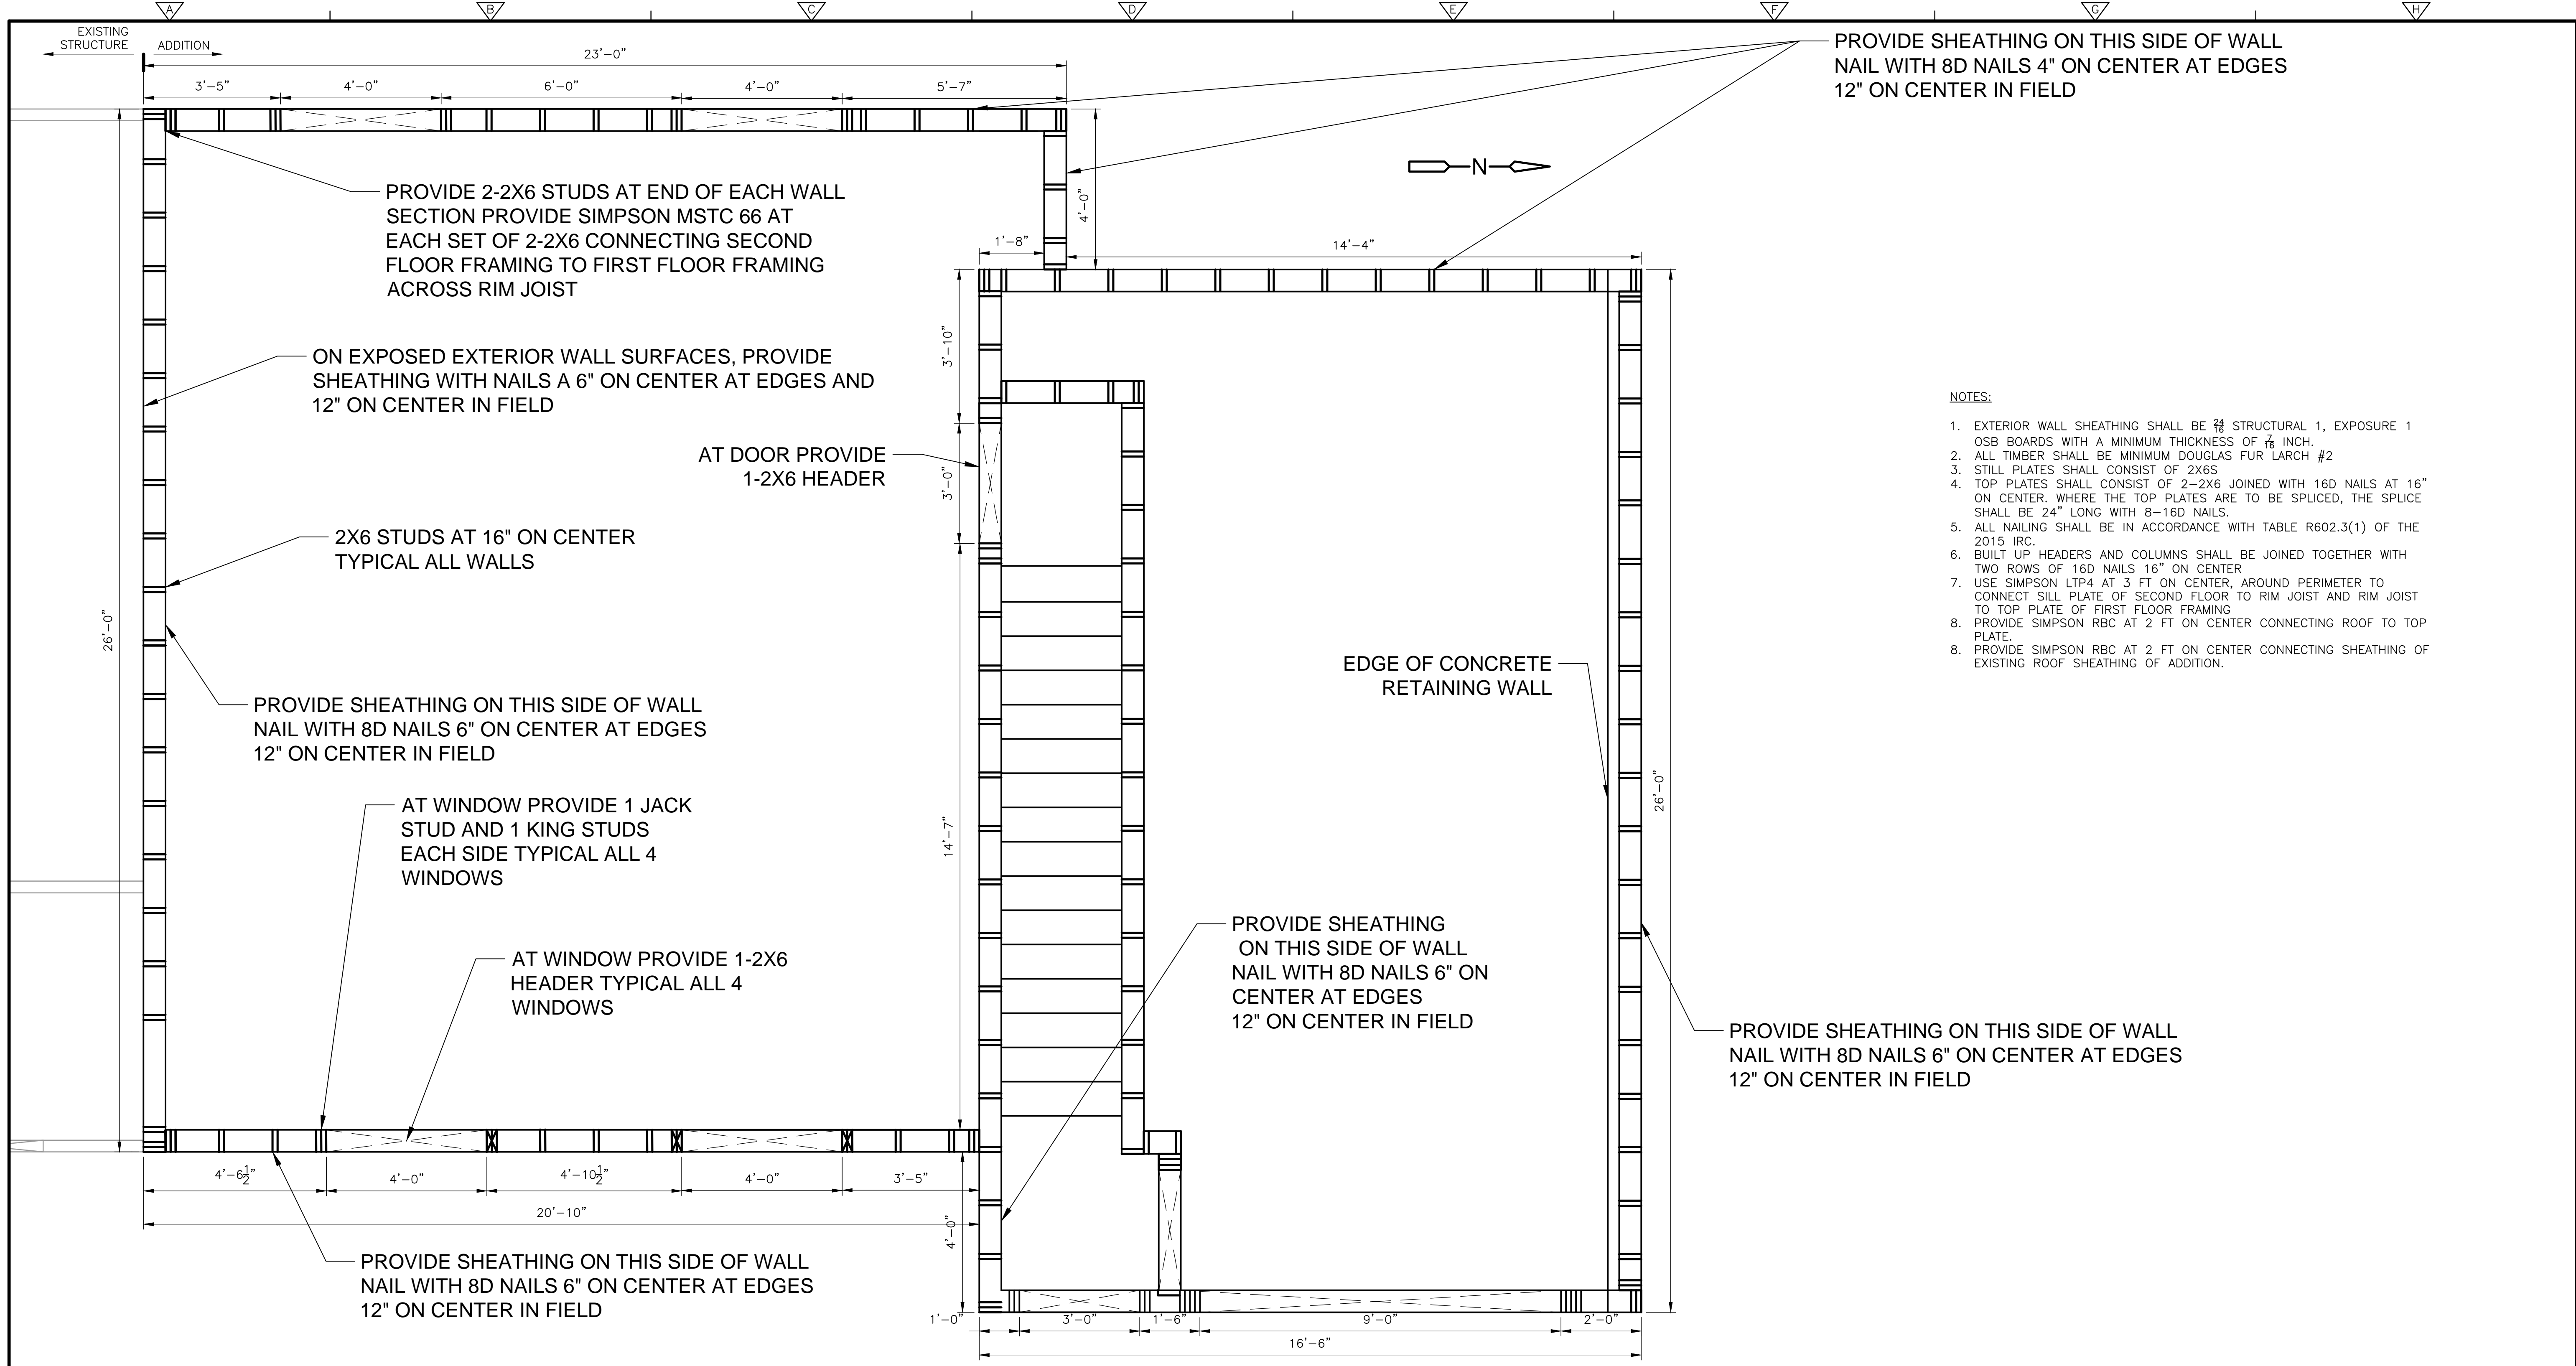 A B C D E F G H
EXISTING
STRUCTURE
ADDITION
23'-0"
3'-5" 4'-0" 6'-0" 4'-0" 5'-7"
PROVIDE SHEATHING ON THIS SIDE OF WALL
NAIL WITH 8D NAILS 4" ON CENTER AT EDGES
12" ON CENTER IN FIELD
N
4'-0"
PROVIDE 2-2X6 STUDS AT END OF EACH WALL
SECTION PROVIDE SIMPSON MSTC 66 AT
EACH SET OF 2-2X6 CONNECTING SECOND
FLOOR FRAMING TO FIRST FLOOR FRAMING
ACROSS RIM JOIST
1'-8"
14'-4"
3'-10"
ON EXPOSED EXTERIOR WALL SURFACES, PROVIDE
SHEATHING WITH NAILS A 6" ON CENTER AT EDGES AND
12" ON CENTER IN FIELD
AT DOOR PROVIDE
1-2X6 HEADER
3'-0"
2X6 STUDS AT 16" ON CENTER
TYPICAL ALL WALLS
26'-0"
PROVIDE SHEATHING ON THIS SIDE OF WALL
NAIL WITH 8D NAILS 6" ON CENTER AT EDGES
12" ON CENTER IN FIELD
EDGE OF CONCRETE
RETAINING WALL
26'-0"
14'-7"
AT WINDOW PROVIDE 1 JACK
STUD AND 1 KING STUDS
EACH SIDE TYPICAL ALL 4
WINDOWS
AT WINDOW PROVIDE 1-2X6
HEADER TYPICAL ALL 4
WINDOWS
PROVIDE SHEATHING
ON THIS SIDE OF WALL
NAIL WITH 8D NAILS 6" ON
CENTER AT EDGES
12" ON CENTER IN FIELD
PROVIDE SHEATHING ON THIS SIDE OF WALL
NAIL WITH 8D NAILS 6" ON CENTER AT EDGES
12" ON CENTER IN FIELD
4'-6 1/2" 4'-0" 4'-10 1/2" 4'-0" 3'-5"
20'-10"
4'-0"
PROVIDE SHEATHING ON THIS SIDE OF WALL
NAIL WITH 8D NAILS 6" ON CENTER AT EDGES
12" ON CENTER IN FIELD
1'-0" 3'-0" 1'-6" 9'-0" 2'-0"
16'-6"
NOTES:
1. EXTERIOR WALL SHEATHING SHALL BE 24/16 STRUCTURAL 1, EXPOSURE 1
OSB BOARDS WITH A MINIMUM THICKNESS OF 7/16 INCH.
2. ALL TIMBER SHALL BE MINIMUM DOUGLAS FUR LARCH #2
3. STILL PLATES SHALL CONSIST OF 2X6S
4. TOP PLATES SHALL CONSIST OF 2-2X6 JOINED WITH 16D NAILS AT 16"
ON CENTER. WHERE THE TOP PLATES ARE TO BE SPLICED, THE SPLICE
SHALL BE 24" LONG WITH 8-16D NAILS.
5. ALL NAILING SHALL BE IN ACCORDANCE WITH TABLE R602.3(1) OF THE
2015 IRC.
6. BUILT UP HEADERS AND COLUMNS SHALL BE JOINED TOGETHER WITH
TWO ROWS OF 16D NAILS 16" ON CENTER
7. USE SIMPSON LTP4 AT 3 FT ON CENTER, AROUND PERIMETER TO
CONNECT SILL PLATE OF SECOND FLOOR TO RIM JOIST AND RIM JOIST
TO TOP PLATE OF FIRST FLOOR FRAMING
8. PROVIDE SIMPSON RBC AT 2 FT ON CENTER CONNECTING ROOF TO TOP
PLATE.
8. PROVIDE SIMPSON RBC AT 2 FT ON CENTER CONNECTING SHEATHING OF
EXISTING ROOF SHEATHING OF ADDITION.